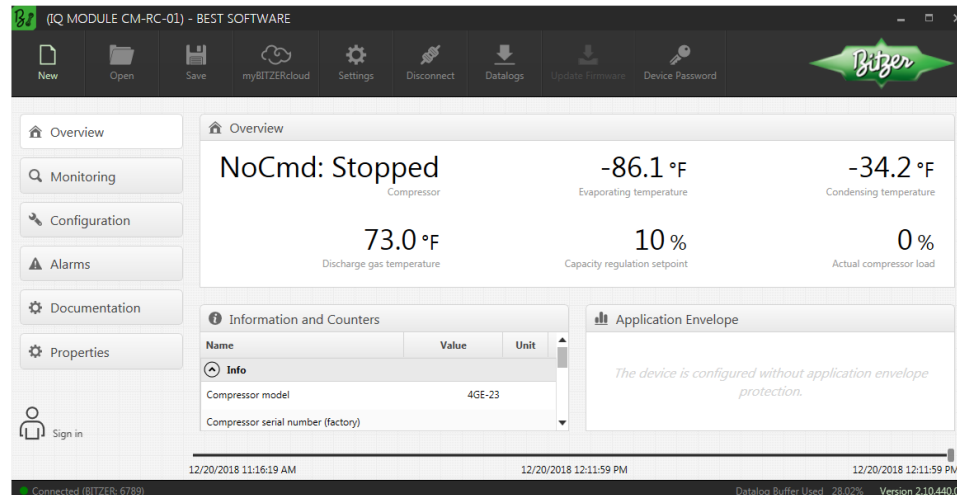 (IQ MODULE CM-RC-01) - BEST SOFTWARE
New
Open
Save
myBITZERcloud
Settings
Disconnect
Datalogs
Update Firmware
Device Password
Bitzer
Overview
Monitoring
Configuration
Alarms
Documentation
Properties
Sign in
Overview
NoCmd: Stopped
Compressor
-86.1 °F
Evaporating temperature
-34.2 °F
Condensing temperature
73.0 °F
Discharge gas temperature
10 %
Capacity regulation setpoint
0 %
Actual compressor load
Information and Counters
Name Value Unit
Info
Compressor model 4GE-23
Compressor serial number (factory)
Application Envelope
The device is configured without application envelope
protection.
12/20/2018 11:16:19 AM 12/20/2018 12:11:59 PM 12/20/2018 12:11:59 PM
Connected (BITZER: 6789) Datalog Buffer Used 28.02% Version 2.10.440.0